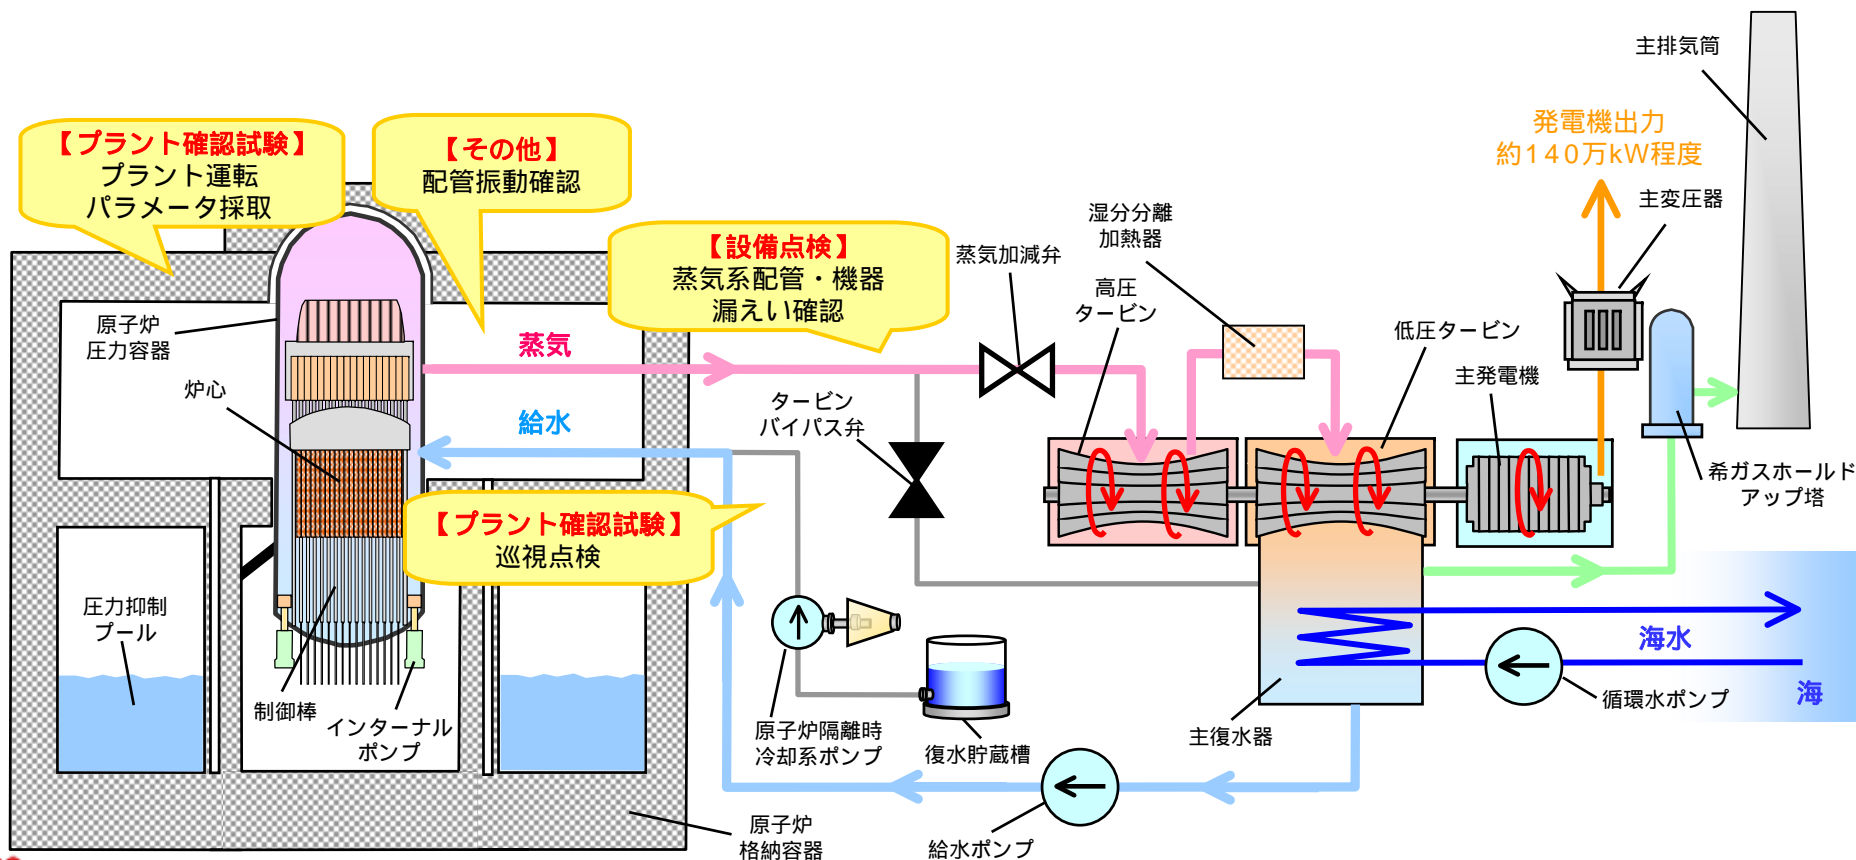 主排気筒
発電機出力
約140万kW程度
主変圧器
【プラント確認試験】
プラント運転
パラメータ採取
【その他】
配管振動確認
【設備点検】
蒸気系配管・機器
漏えい確認
湿分分離
加熱器
蒸気加減弁
高圧
タービン
低圧タービン
主発電機
原子炉
圧力容器
蒸気
炉心
給水
タービン
バイパス弁
希ガスホールド
アップ塔
【プラント確認試験】
巡視点検
圧力抑制
プール
制御棒
インターナル
ポンプ
原子炉隔離時
冷却系ポンプ
復水貯蔵槽
主復水器
海水
循環水ポンプ
海
原子炉
格納容器
給水ポンプ